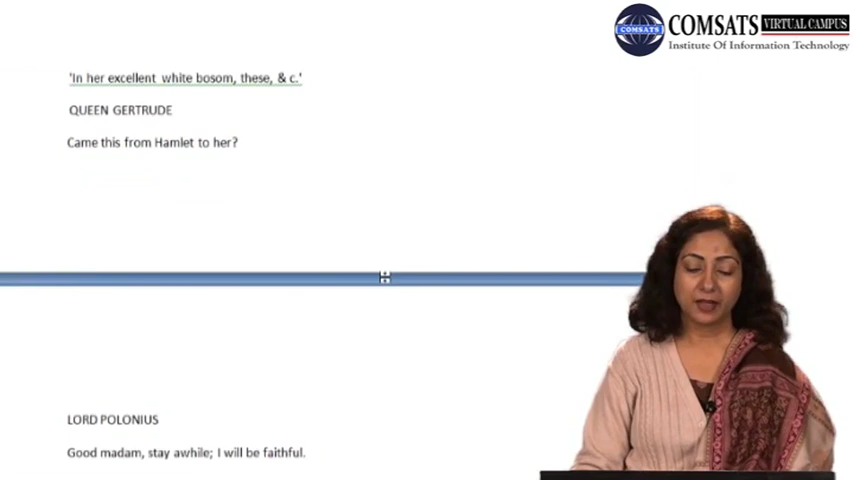 COMSATS VIRTUAL CAMPUS
COMSATS
Institute Of Information Technology
'In her excellent white bosom, these, & c.'
QUEEN GERTRUDE
Came this from Hamlet to her?
LORD POLONIUS
Good madam, stay awhile; I will be faithful.